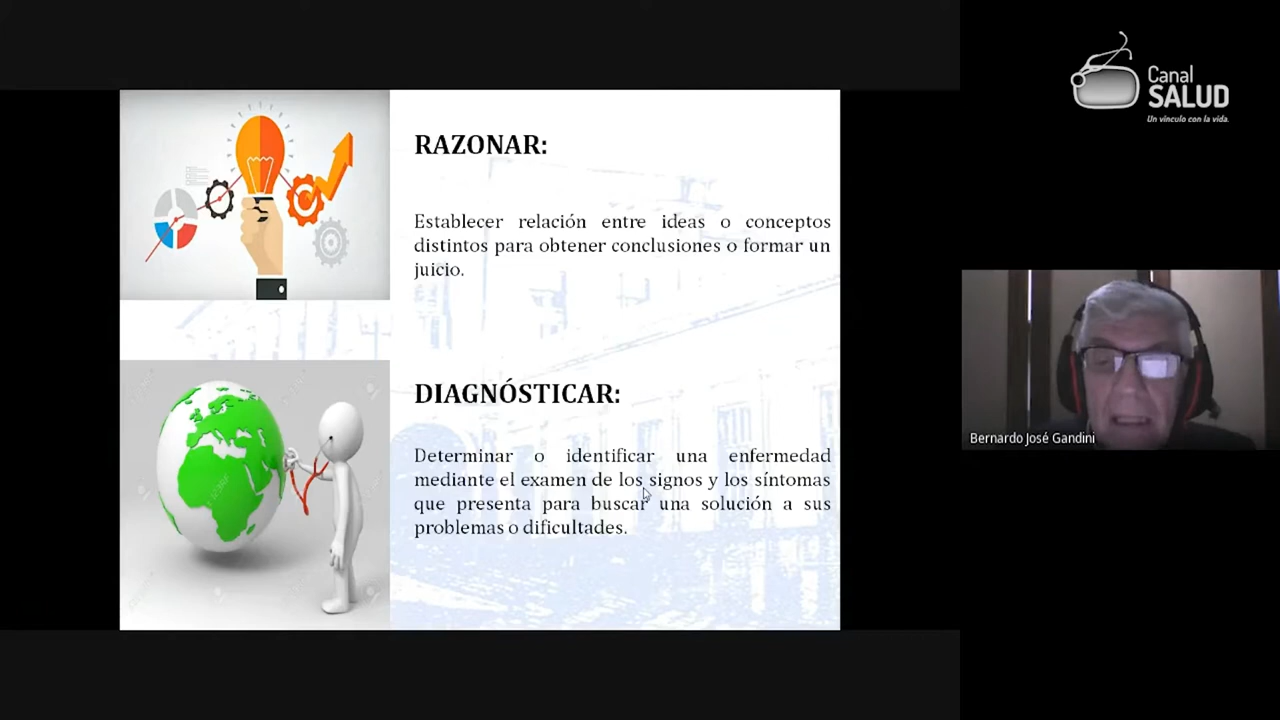 RAZONAR:
Establecer relación entre ideas o conceptos
distintos para obtener conclusiones o formar un
juicio.
DIAGNÓSTICAR:
Determinar o identificar una enfermedad
mediante el examen de los signos y los síntomas
que presenta para buscar una solución a sus
problemas o dificultades.
Canal
SALUD
Un vínculo con la vida.
Bernardo José Gandini